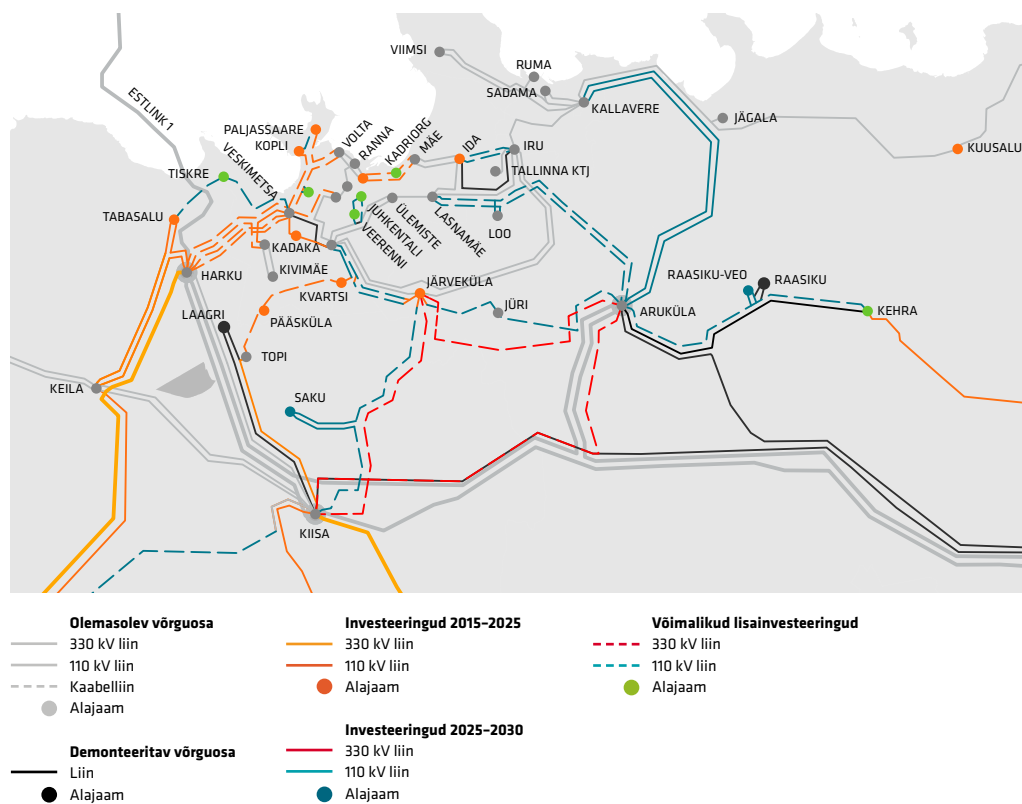 VIIMSI
RUMA
SADAMA
KALLAVERE
JÄGALA
KUUSALU
ESTLINK 1
PALJASSAARE
KOPLI
VESKIMETSA
VOLTA
RANNA
KADRIORG
MÄE
IDA
IRU
TALLINNA KTJ
TISKRE
TABASALU
JUHKENTALI
VEERENNI
ÜLEMISTE
LASNAMÄE
LOO
HARKU
KADAKA
KIVIMÄE
KVARTSI
JÄRVEKÜLA
JÜRI
ARUKÜLA
RAASIKU-VEO
RAASIKU
KEHRA
LAAGRI
PÄÄSKÜLA
TOPI
KEILA
SAKU
KIISA
Olemasolev võrguosa
330 kV liin
110 kV liin
Kaabelliin
Alajaam
Demonteeritav võrguosa
Liin
Alajaam
Investeeringud 2015–2025
330 kV liin
110 kV liin
Alajaam
Investeeringud 2025–2030
330 kV liin
110 kV liin
Alajaam
Võimalikud lisainvesteeringud
330 kV liin
110 kV liin
Alajaam